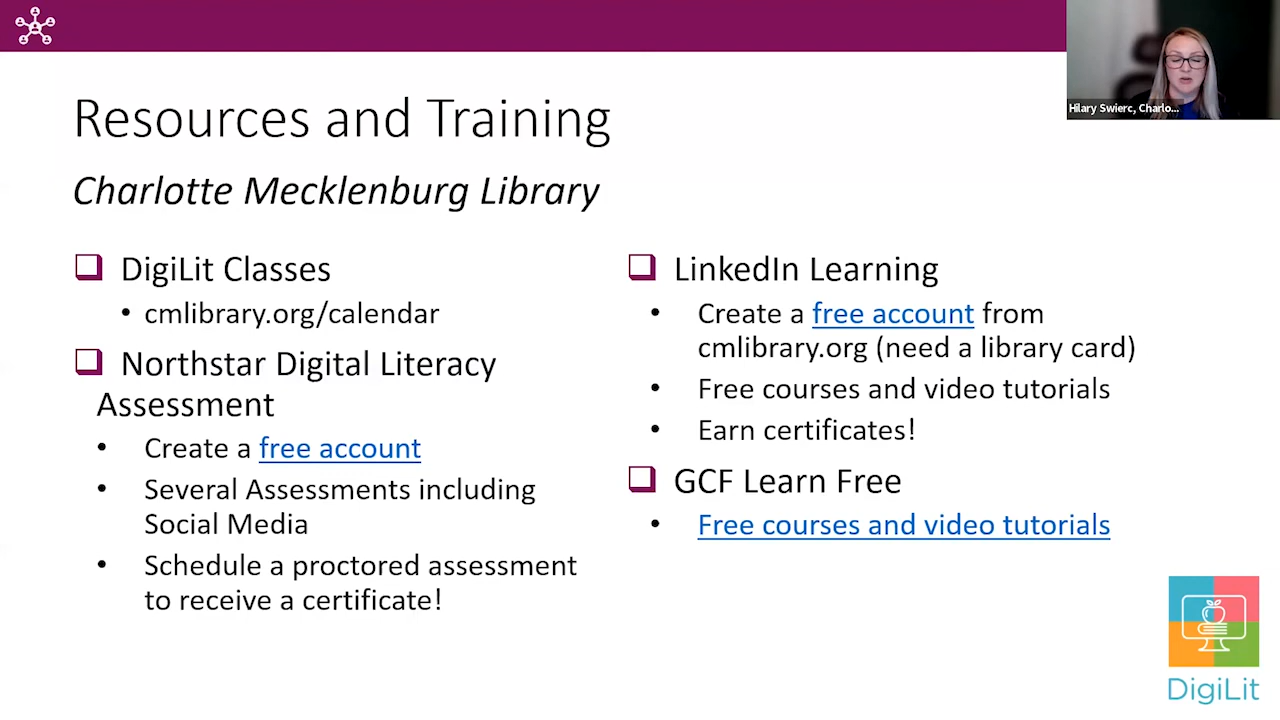 Hilary Swierc, Charlo...
Resources and Training
Charlotte Mecklenburg Library
DigiLit Classes
• cmlibrary.org/calendar
Northstar Digital Literacy
Assessment
• Create a free account
• Several Assessments including
Social Media
• Schedule a proctored assessment
to receive a certificate!
LinkedIn Learning
• Create a free account from
cmlibrary.org (need a library card)
• Free courses and video tutorials
• Earn certificates!
GCF Learn Free
• Free courses and video tutorials
DigiLit